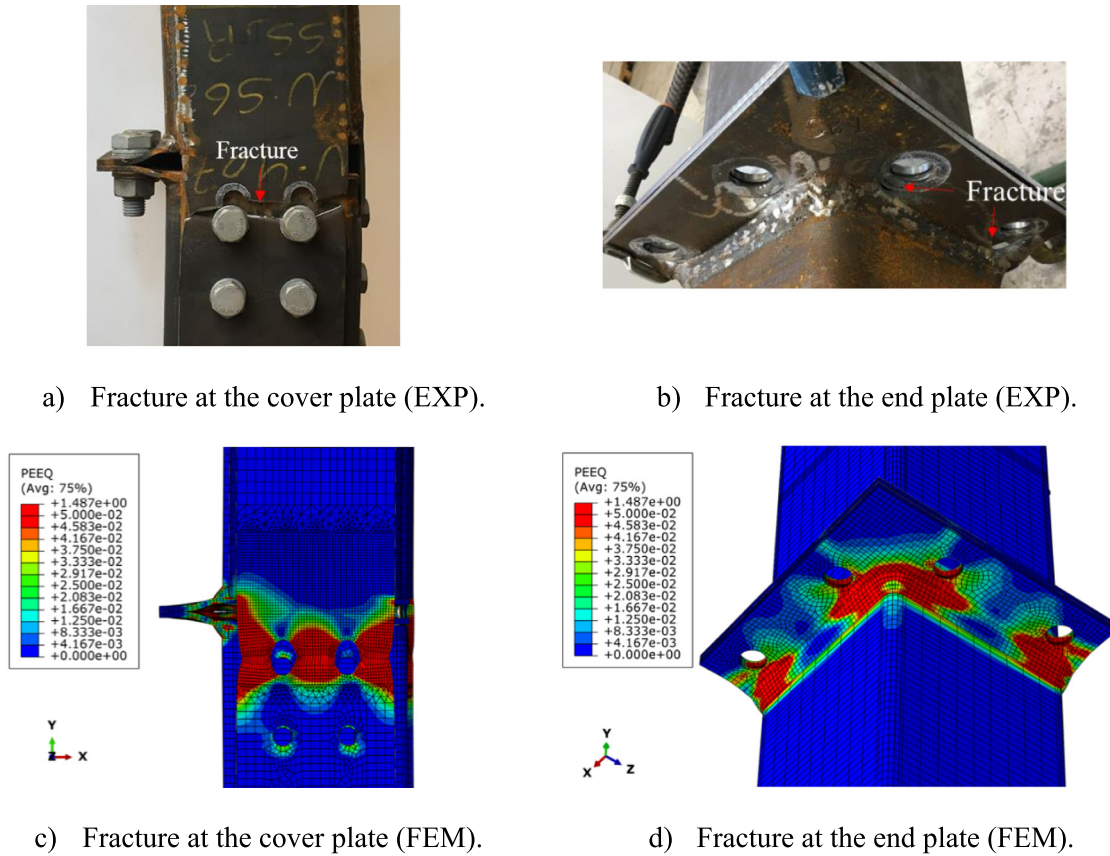 Fracture
Fracture
a) Fracture at the cover plate (EXP).
b) Fracture at the end plate (EXP).
PEEQ
(Avg: 75%)
+1.487e+00
+5.000e-02
+4.583e-02
+4.167e-02
+3.750e-02
+3.333e-02
+2.917e-02
+2.500e-02
+2.083e-02
+1.667e-02
+1.250e-02
+8.333e-03
+4.167e-03
+0.000e+00
Y
Z
X
PEEQ
(Avg: 75%)
+1.487e+00
+5.000e-02
+4.583e-02
+4.167e-02
+3.750e-02
+3.333e-02
+2.917e-02
+2.500e-02
+2.083e-02
+1.667e-02
+1.250e-02
+8.333e-03
+4.167e-03
+0.000e+00
Y
X
Z
c) Fracture at the cover plate (FEM).
d) Fracture at the end plate (FEM).